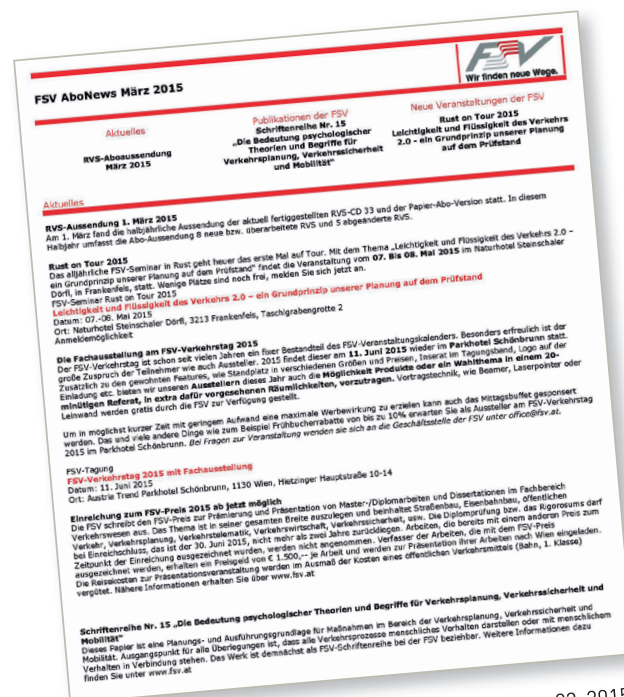 FSV
Wir finden neue Wege.
FSV AboNews März 2015
Aktuelles
RVS-Aboaussendung
März 2015
Publikationen der FSV
Schriftenreihe Nr. 15
„Die Bedeutung psychologischer
Theorien und Begriffe für
Verkehrsplanung, Verkehrssicherheit
und Mobilität"
Neue Veranstaltungen der FSV
Rust on Tour 2015
Leichtigkeit und Flüssigkeit des Verkehrs
2.0 - ein Grundprinzip unserer Planung
auf dem Prüfstand
Aktuelles
RVS-Aussendung 1. März 2015
Am 1. März fand die halbjährliche Aussendung der aktuell fertiggestellten RVS-CD 33 und der Papier-Abo-Version statt. In diesem
Halbjahr umfasst die Abo-Aussendung 8 neue bzw. überarbeitete RVS und 5 abgeänderte RVS.
Rust on Tour 2015
Das alljährliche FSV-Seminar in Rust geht heuer das erste Mal auf Tour. Mit dem Thema „Leichtigkeit und Flüssigkeit des Verkehrs 2.0 –
ein Grundprinzip unserer Planung auf dem Prüfstand" findet die Veranstaltung vom 07. Bis 08. Mai 2015 im Naturhotel Steinschaler
Dörfl, in Frankenfels, statt. Wenige Plätze sind noch frei, melden Sie sich jetzt an.
FSV-Seminar Rust on Tour 2015
Leichtigkeit und Flüssigkeit des Verkehrs 2.0 – ein Grundprinzip unserer Planung auf dem Prüfstand
Datum: 07.-08. Mai 2015
Ort: Naturhotel Steinschaler Dörfl, 3213 Frankenfels, Taschlgrabengrotte 2
Anmeldemöglichkeit
Die Fachausstellung am FSV-Verkehrstag 2015
Der FSV-Verkehrstag ist schon seit vielen Jahren ein fixer Bestandteil des FSV-Veranstaltungskalenders. Besonders erfreulich ist der
große Zuspruch der Teilnehmer wie auch Aussteller. 2015 findet dieser am 11. Juni 2015 wieder im Parkhotel Schönbrunn statt.
Zusätzlich zu den gewohnten Features, wie Standplatz in verschiedenen Größen und Preisen, Inserat im Tagungsband, Logo auf der
Einladung etc. bieten wir unseren Ausstellern dieses Jahr auch die Möglichkeit Produkte oder ein Wahlthema in einem 20-
minütigen Referat, in extra dafür vorgesehenen Räumlichkeiten, vorzutragen. Vortragstechnik, wie Beamer, Laserpointer oder
Leinwand werden gratis durch die FSV zur Verfügung gestellt.
Um in möglichst kurzer Zeit mit geringem Aufwand eine maximale Werbewirkung zu erzielen kann auch das Mittagsbuffet gesponsert
werden. Das und viele andere Dinge wie zum Beispiel Frühbucherrabatte von bis zu 10% erwarten Sie als Aussteller am FSV-Verkehrstag
2015 im Parkhotel Schönbrunn. Bei Fragen zur Veranstaltung wenden sie sich an die Geschäftsstelle der FSV unter office@fsv.at.
FSV-Tagung
FSV-Verkehrstag 2015 mit Fachausstellung
Datum: 11. Juni 2015
Ort: Austria Trend Parkhotel Schönbrunn, 1130 Wien, Hietzinger Hauptstraße 10-14
Einreichung zum FSV-Preis 2015 ab jetzt möglich
Die FSV schreibt den FSV-Preis zur Prämierung und Präsentation von Master-/Diplomarbeiten und Dissertationen im Fachbereich
Verkehrswesen aus. Das Thema ist in seiner gesamten Breite auszulegen und beinhaltet Straßenbau, Eisenbahnbau, öffentlichen
Verkehr, Verkehrsplanung, Verkehrstelematik, Verkehrswirtschaft, Verkehrssicherheit, usw. Die Diplomprüfung bzw. das Rigorosums darf
bei Einreichschluss, das ist der 30. Juni 2015, nicht mehr als zwei Jahre zurückliegen. Arbeiten, die bereits mit einem anderen Preis zum
Zeitpunkt der Einreichung ausgezeichnet wurden, werden nicht angenommen. Verfasser der Arbeiten, die mit dem FSV-Preis
ausgezeichnet werden, erhalten ein Preisgeld von € 1.500,-- je Arbeit und werden zur Präsentation ihrer Arbeiten nach Wien eingeladen.
Die Reisekosten zur Präsentationsveranstaltung werden im Ausmaß der Kosten eines öffentlichen Verkehrsmittels (Bahn, 1. Klasse)
vergütet. Nähere Informationen erhalten Sie über www.fsv.at
Schriftenreihe Nr. 15 „Die Bedeutung psychologischer Theorien und Begriffe für Verkehrsplanung, Verkehrssicherheit und
Mobilität"
Dieses Papier ist eine Planungs- und Ausführungsgrundlage für Maßnahmen im Bereich der Verkehrsplanung, Verkehrssicherheit und
Mobilität. Ausgangspunkt für alle Überlegungen ist, dass alle Verkehrsprozesse menschliches Verhalten darstellen oder mit menschlichem
Verhalten in Verbindung stehen. Das Werk ist demnächst als FSV-Schriftenreihe bei der FSV beziehbar. Weitere Informationen dazu
finden Sie unter www.fsv.at